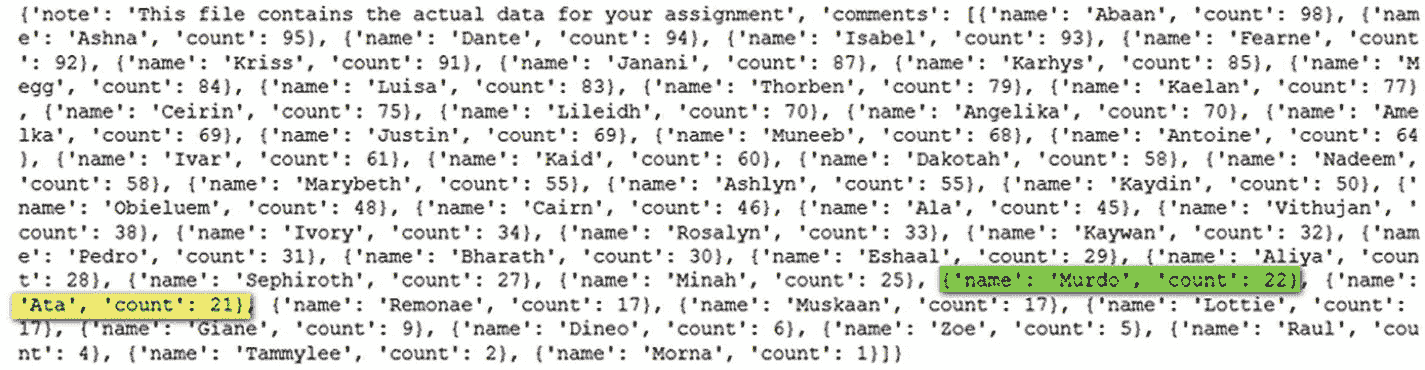 {'note': 'This file contains the actual data for your assignment', 'comments': [{'name': 'Abaan', 'count': 98}, {'nam
e': 'Ashna', 'count': 95}, {'name': 'Dante', 'count': 94}, {'name': 'Isabel', 'count': 93}, {'name': 'Fearne', 'count
': 92}, {'name': 'Kriss', 'count': 91}, {'name': 'Janani', 'count': 87}, {'name': 'Karhys', 'count': 85}, {'name': 'M
egg', 'count': 84}, {'name': 'Luisa', 'count': 83}, {'name': 'Thorben', 'count': 79}, {'name': 'Kaelan', 'count': 77}
, {'name': 'Ceirin', 'count': 75}, {'name': 'Lileidh', 'count': 70}, {'name': 'Angelika', 'count': 70}, {'name': 'Ame
lka', 'count': 69}, {'name': 'Justin', 'count': 69}, {'name': 'Muneeb', 'count': 68}, {'name': 'Antoine', 'count': 64
}, {'name': 'Ivar', 'count': 61}, {'name': 'Kaid', 'count': 60}, {'name': 'Dakotah', 'count': 58}, {'name': 'Nadeem',
'count': 58}, {'name': 'Marybeth', 'count': 55}, {'name': 'Ashlyn', 'count': 55}, {'name': 'Kaydin', 'count': 50}, {'
name': 'Obieluem', 'count': 48}, {'name': 'Cairn', 'count': 46}, {'name': 'Ala', 'count': 45}, {'name': 'Vithujan', '
count': 38}, {'name': 'Ivory', 'count': 34}, {'name': 'Rosalyn', 'count': 33}, {'name': 'Kaywan', 'count': 32}, {'nam
e': 'Pedro', 'count': 31}, {'name': 'Bharath', 'count': 30}, {'name': 'Eshaal', 'count': 29}, {'name': 'Aliya', 'coun
t': 28}, {'name': 'Sephiroth', 'count': 27}, {'name': 'Minah', 'count': 25}, {'name': 'Murdo', 'count': 22}, {'name':
'Ata', 'count': 21}, {'name': 'Remonae', 'count': 17}, {'name': 'Muskaan', 'count': 17}, {'name': 'Lottie', 'count':
17}, {'name': 'Giane', 'count': 9}, {'name': 'Dineo', 'count': 6}, {'name': 'Zoe', 'count': 5}, {'name': 'Raul', 'cou
nt': 4}, {'name': 'Tammylee', 'count': 2}, {'name': 'Morna', 'count': 1}]}